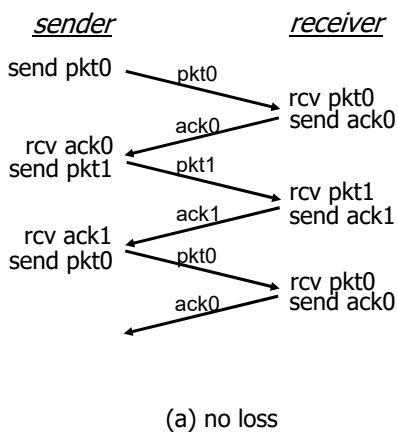 sender
receiver
send pkt0
pkt0
rcv pkt0
send ack0
ack0
rcv ack0
send pkt1
pkt1
rcv pkt1
send ack1
ack1
rcv ack1
send pkt0
pkt0
rcv pkt0
send ack0
ack0
(a) no loss